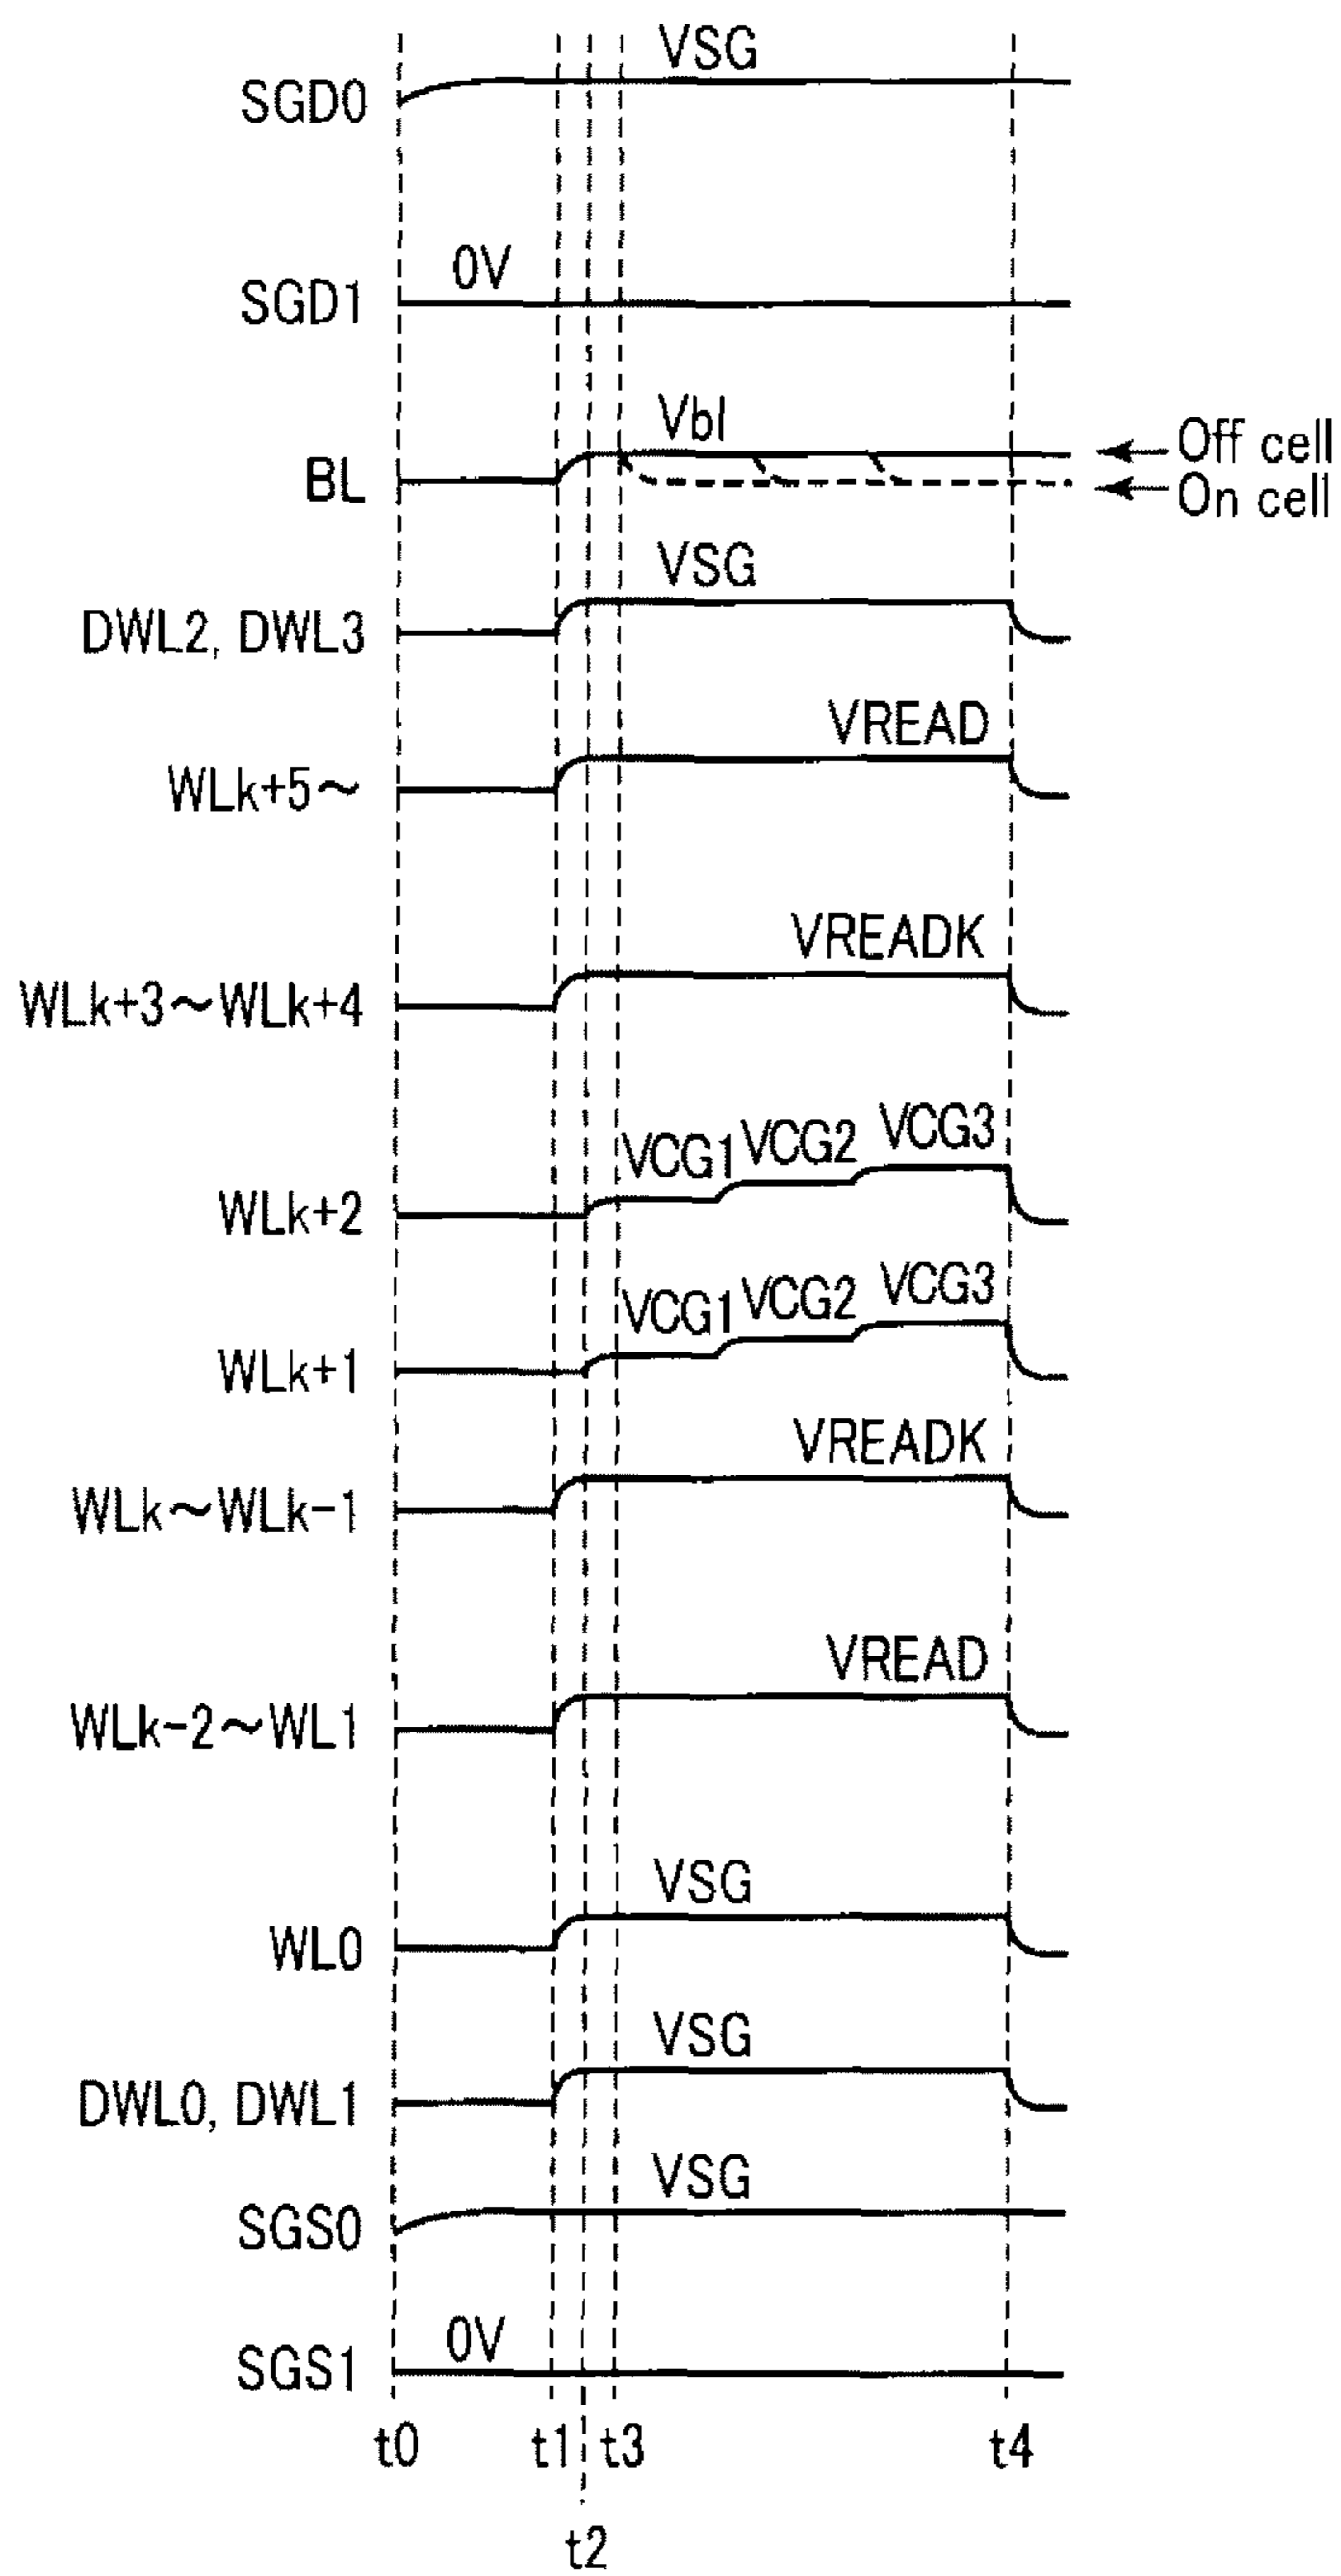 VSG
SGD0
0V
SGD1
Vbl
Off cell
BL
On cell
VSG
DWL2, DWL3
VREAD
WLk+5~
VREADK
WLk+3~WLk+4
VCG1 VCG2 VCG3
WLk+2
VCG1 VCG2 VCG3
WLk+1
VREADK
WLk~WLk-1
VREAD
WLk-2~WL1
VSG
WL0
VSG
DWL0, DWL1
VSG
SGS0
0V
SGS1
t0 t1 t3 t4
t2